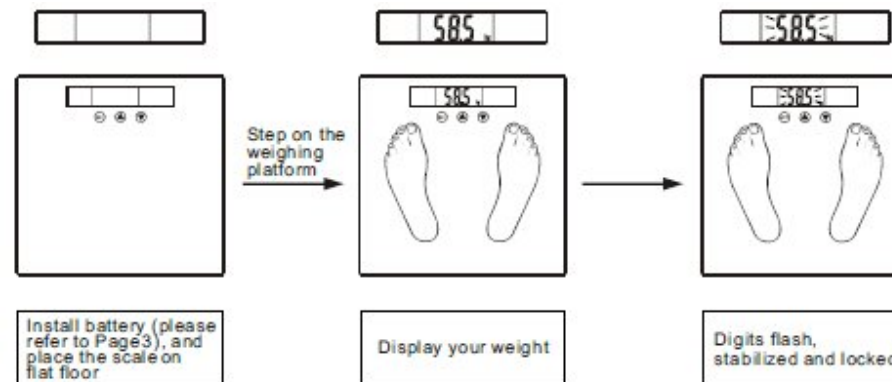 58.5
58.5
58.5
58.5
Step on the
weighing
platform
Install battery (please
refer to Page3), and
place the scale on
flat floor
Display your weight
Digits flash,
stabilized and locked